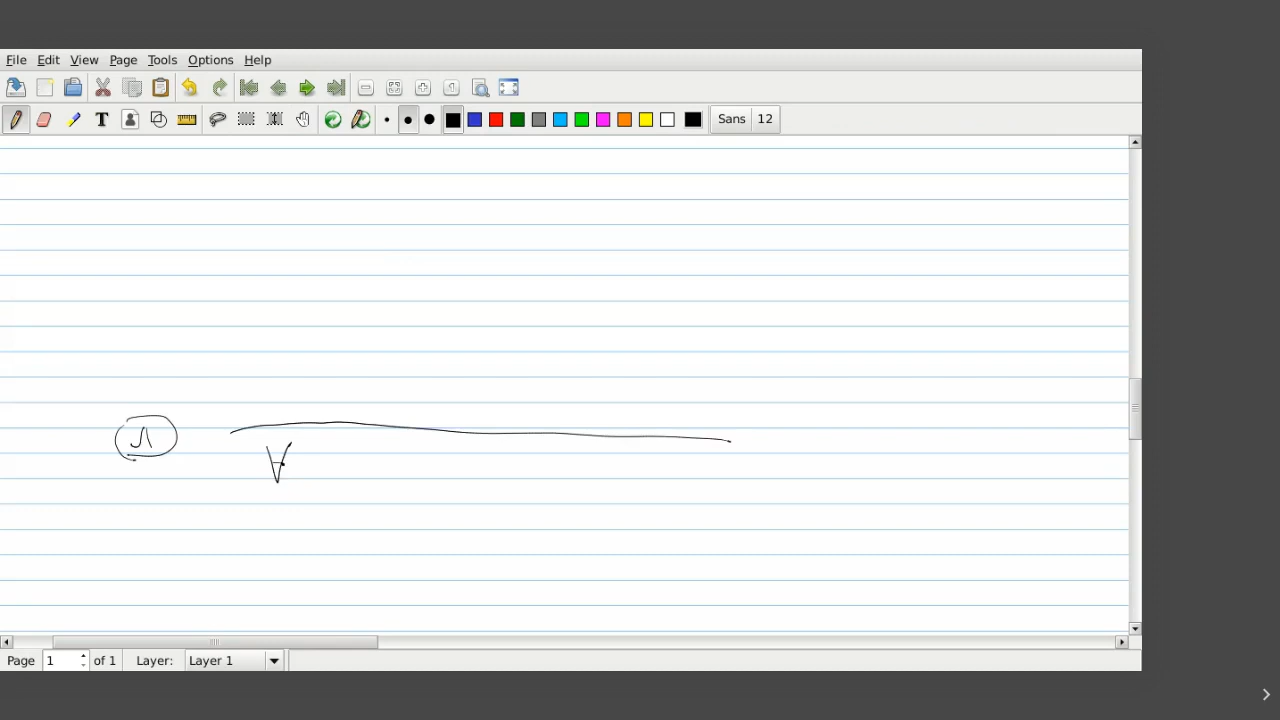 File Edit View Page Tools Options Help
Sans 12
Л
∀
Page 1 of 1 Layer: Layer 1